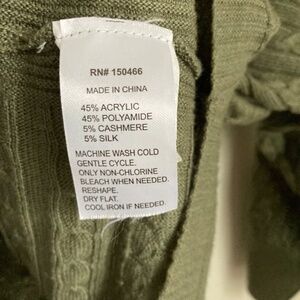 RN# 150466
MADE IN CHINA
45% ACRYLIC
45% POLYAMIDE
5% CASHMERE
5% SILK
MACHINE WASH COLD
GENTLE CYCLE.
ONLY NON-CHLORINE
BLEACH WHEN NEEDED.
RESHAPE.
DRY FLAT.
COOL IRON IF NEEDED.